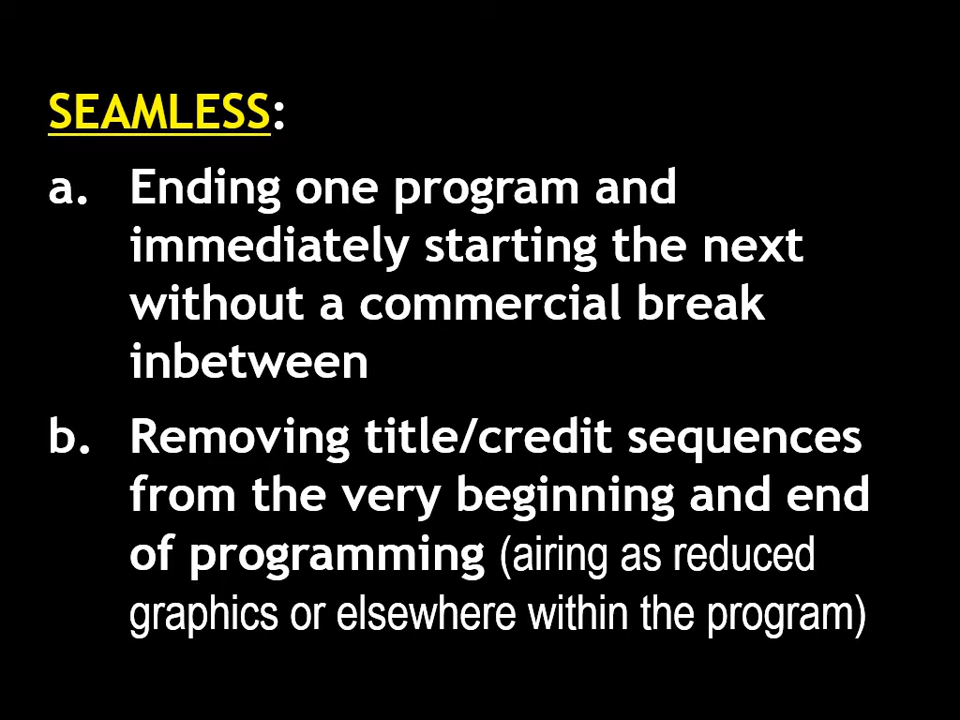 SEAMLESS:
a. Ending one program and
immediately starting the next
without a commercial break
inbetween
b. Removing title/credit sequences
from the very beginning and end
of programming (airing as reduced
graphics or elsewhere within the program)